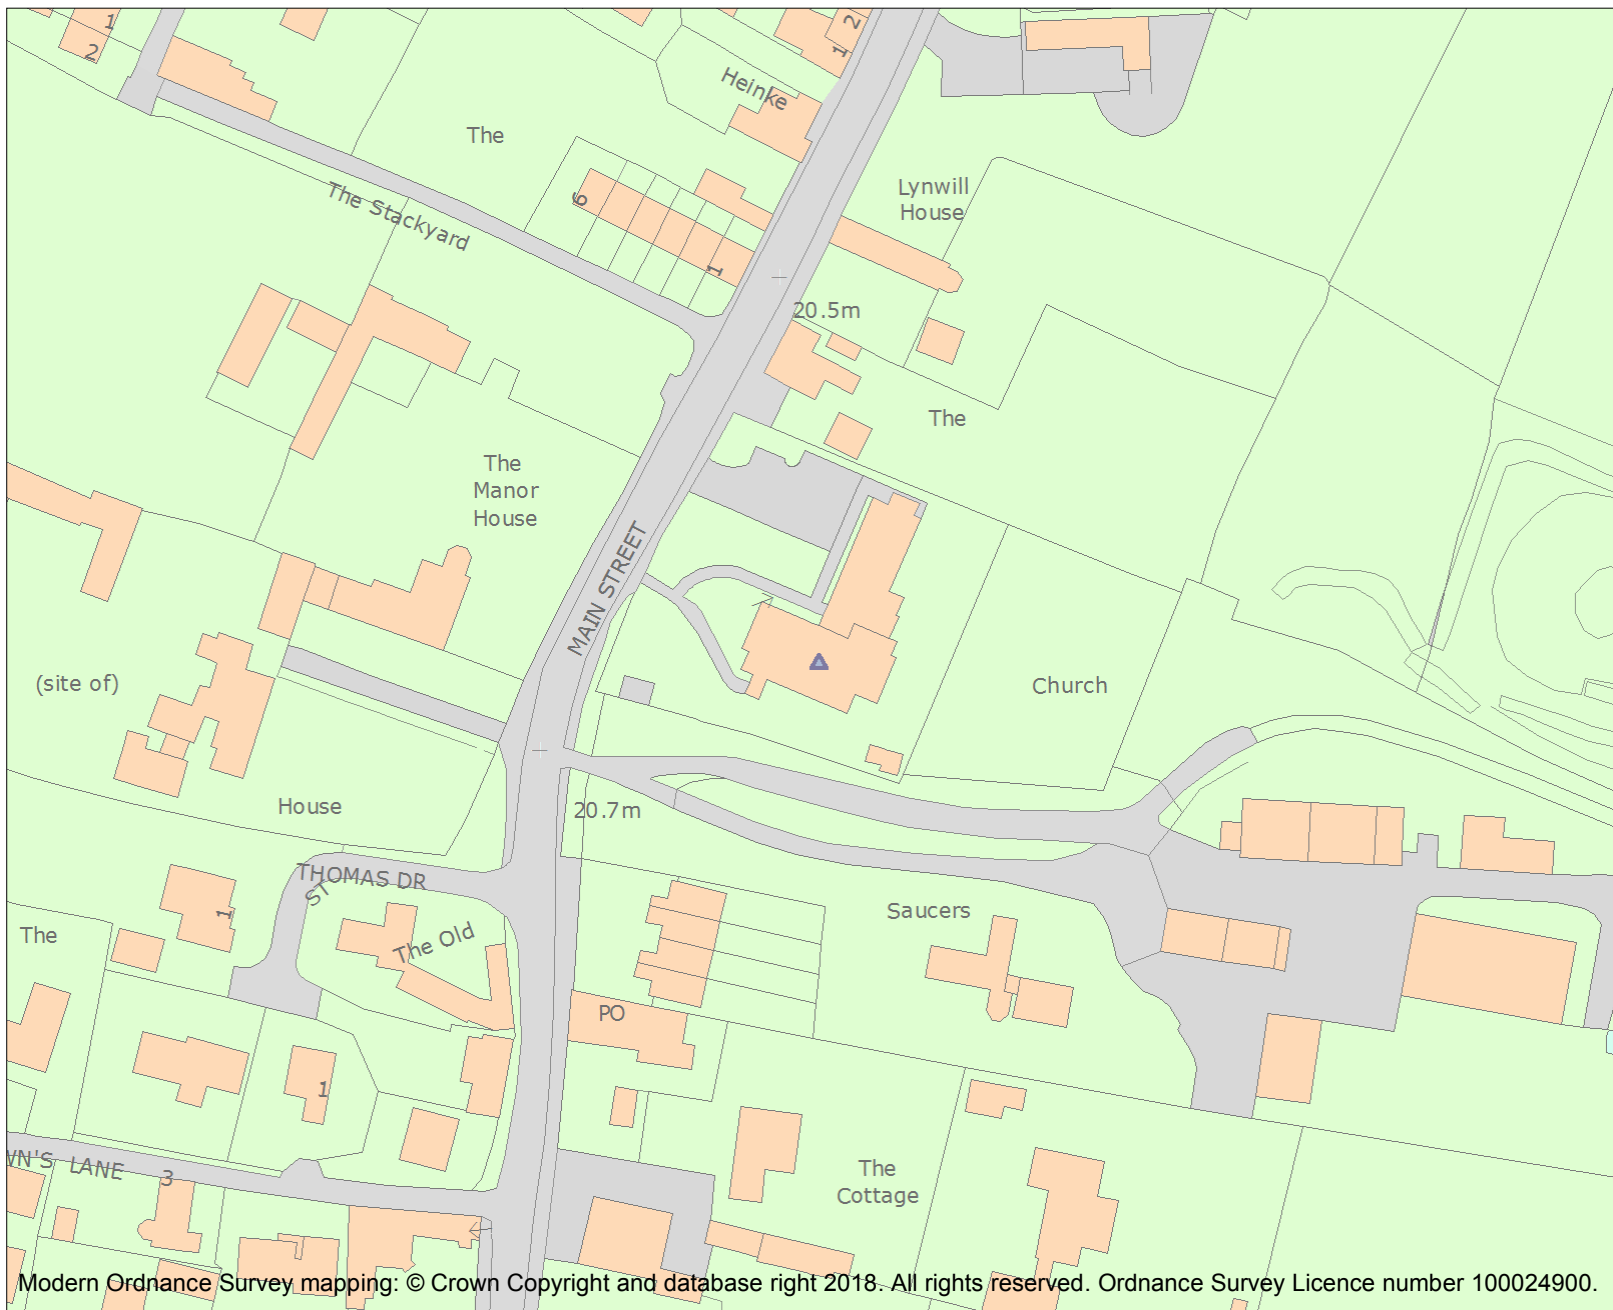 1
2
2
1
Heinke
The
Lynwill
House
The Stackyard
6
1
20.5m
The
The
Manor
House
MAIN STREET
(site of)
Church
House
20.7m
THOMAS DR
ST
1
Saucers
The
The Old
PO
1
WN'S LANE
3
The
Cottage
Modern Ordnance Survey mapping: © Crown Copyright and database right 2018. All rights reserved. Ordnance Survey Licence number 100024900.